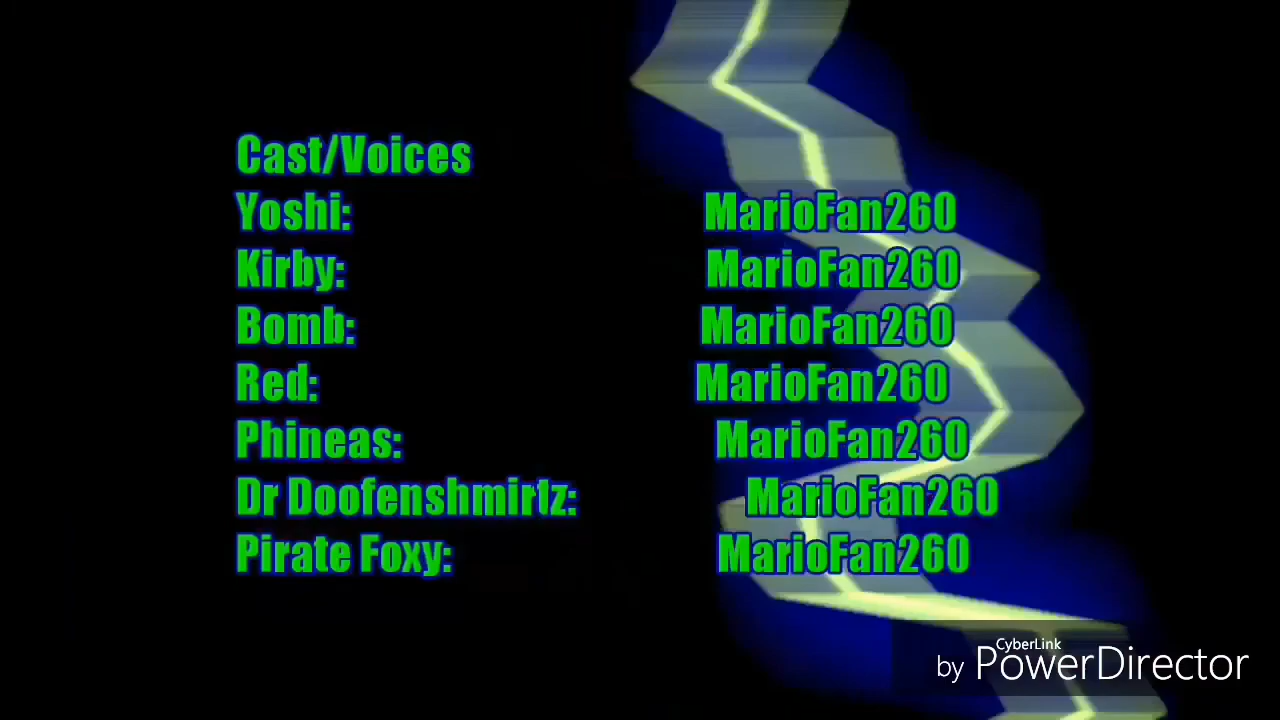 Cast/Voices
Yoshi: MarioFan260
Kirby: MarioFan260
Bomb: MarioFan260
Red: MarioFan260
Phineas: MarioFan260
Dr Doofenshmirtz: MarioFan260
Pirate Foxy: MarioFan260
CyberLink
by PowerDirector